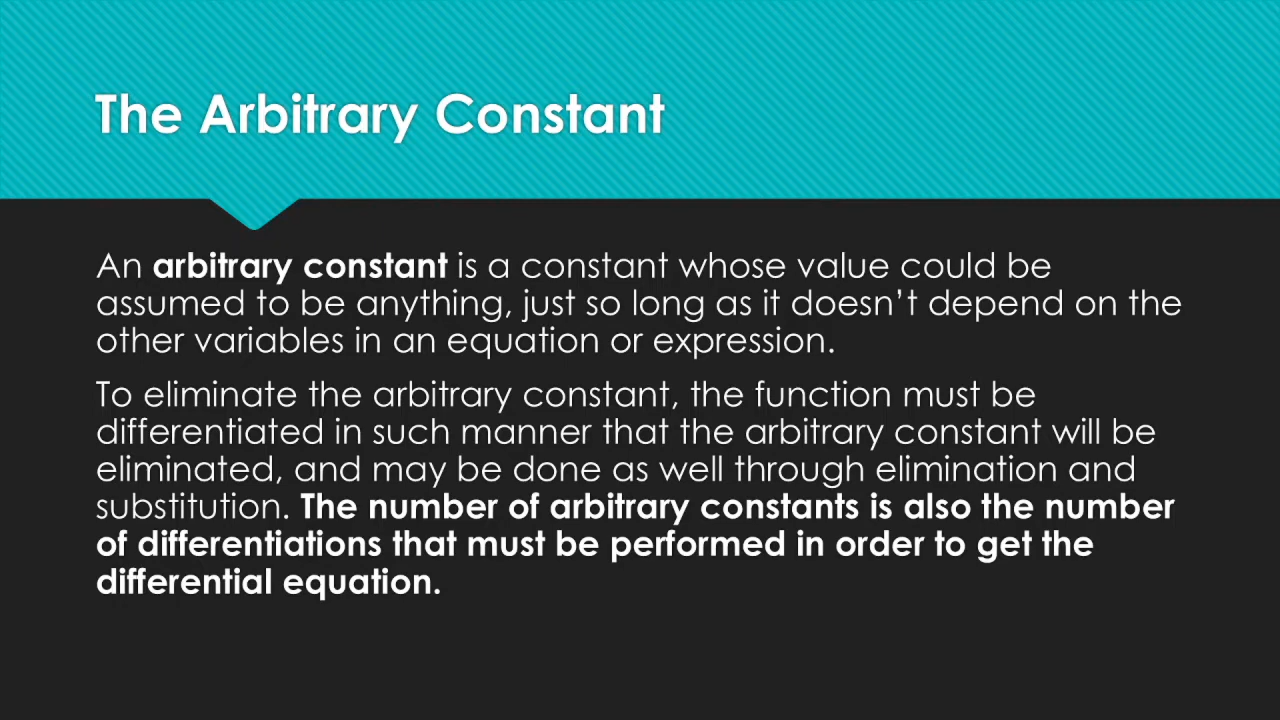 The Arbitrary Constant
An arbitrary constant is a constant whose value could be
assumed to be anything, just so long as it doesn’t depend on the
other variables in an equation or expression.
To eliminate the arbitrary constant, the function must be
differentiated in such manner that the arbitrary constant will be
eliminated, and may be done as well through elimination and
substitution. The number of arbitrary constants is also the number
of differentiations that must be performed in order to get the
differential equation.